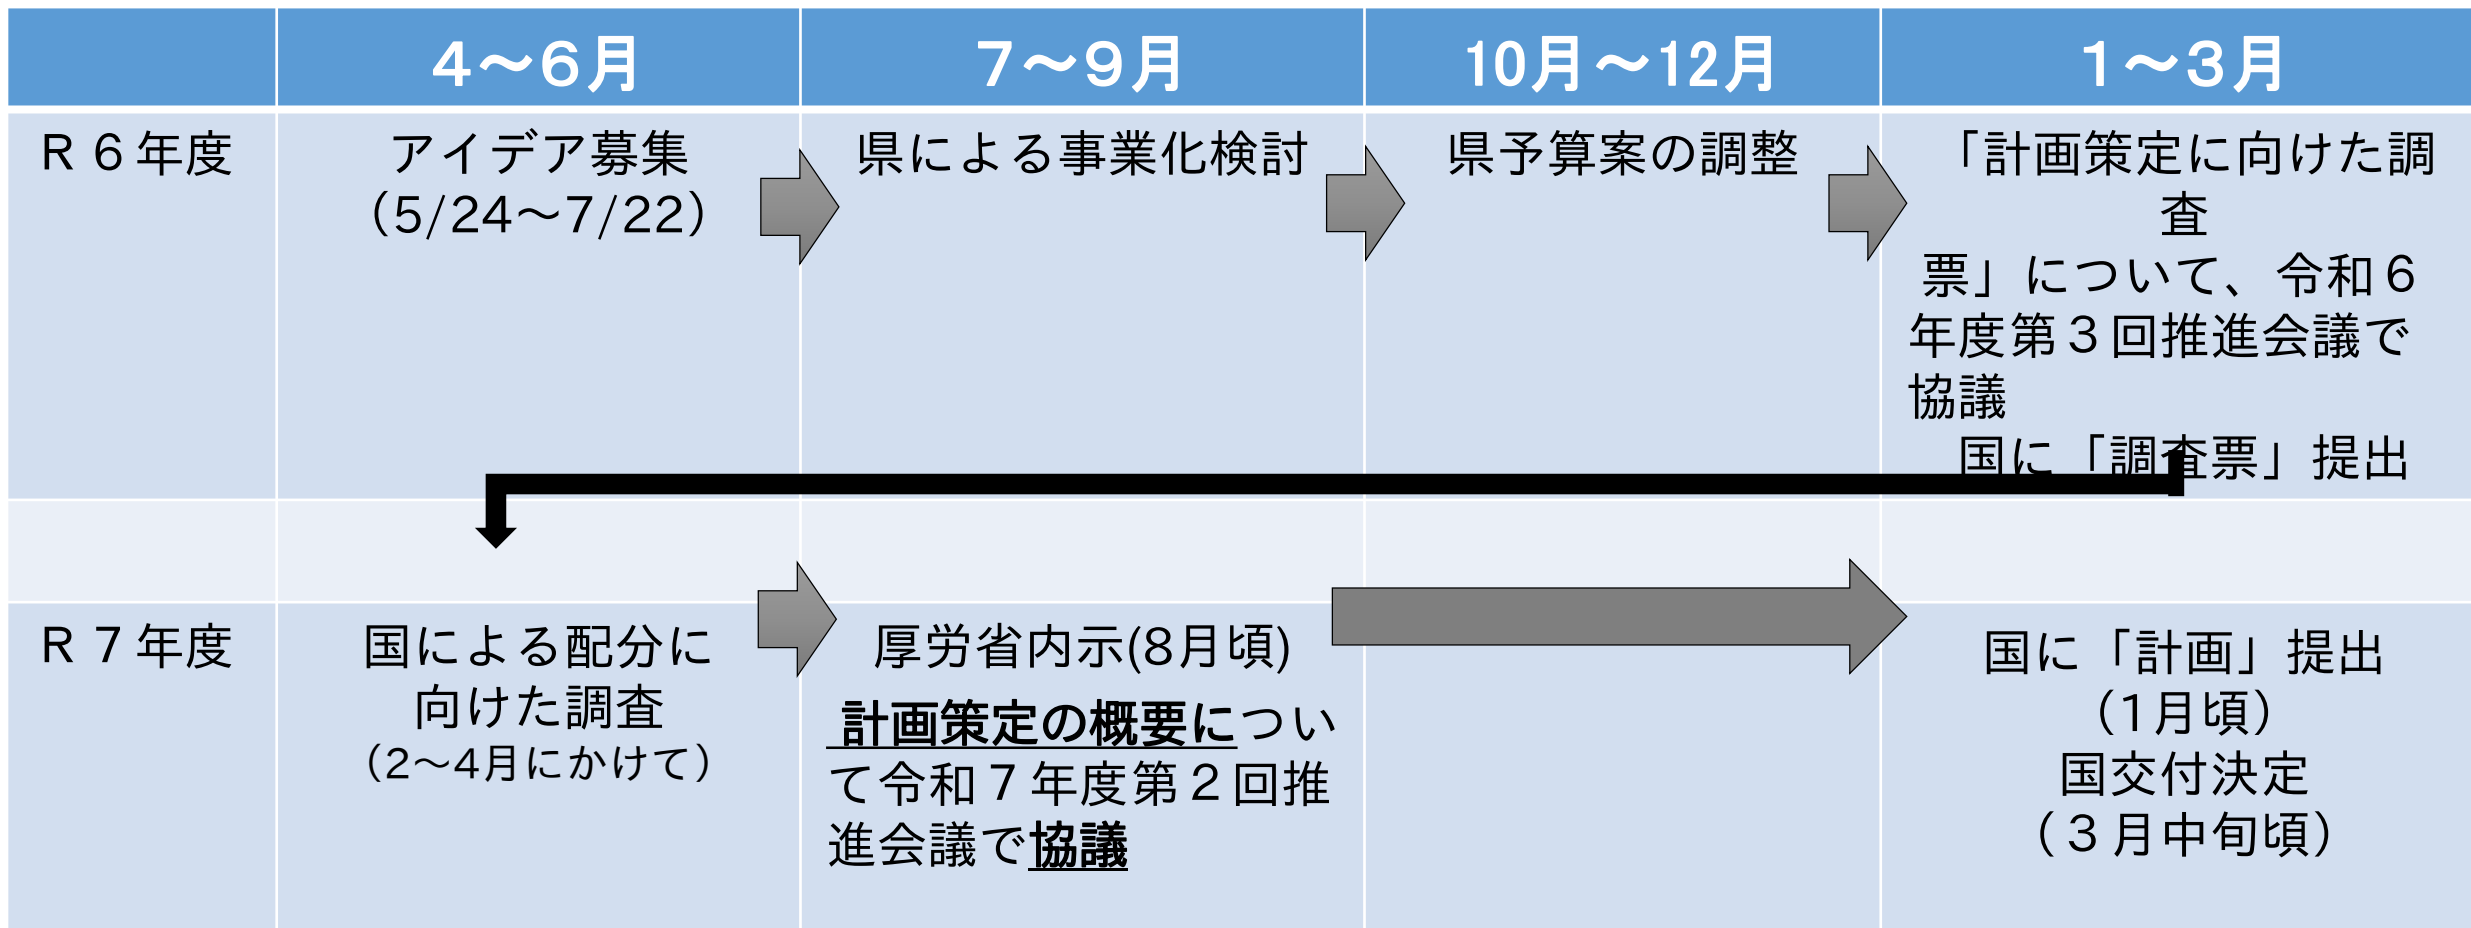 ４～６月
７～９月
10月～12月
１～３月
Ｒ６年度
アイデア募集
（5/24～7/22）
県による事業化検討
県予算案の調整
「計画策定に向けた調
査
票」について、令和６
年度第３回推進会議で
協議
国に「調査票」提出
Ｒ７年度
国による配分に
向けた調査
（2～4月にかけて）
厚労省内示(8月頃)
計画策定の概要につい
て令和７年度第２回推
進会議で協議
国に「計画」提出
（1月頃）
国交付決定
（３月中旬頃）